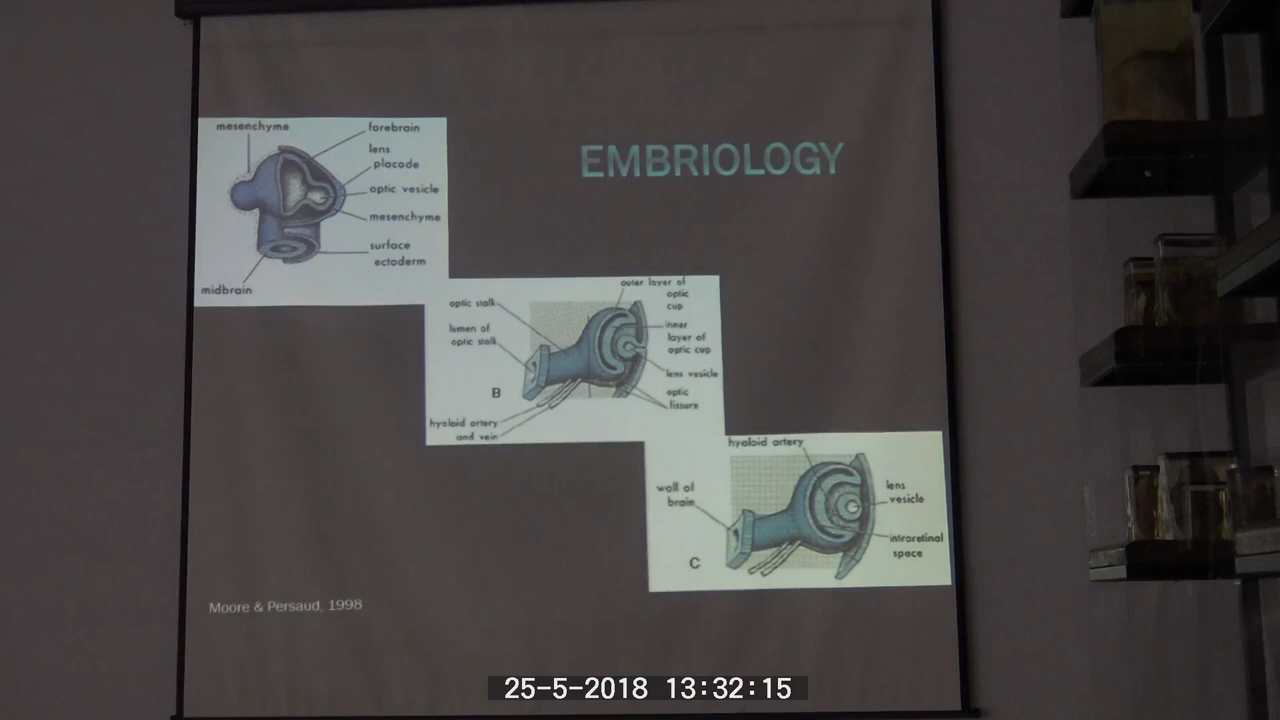 EMBRIOLOGY
mesenchyme
forebrain
lens
placode
optic vesicle
mesenchyme
surface
ectoderm
midbrain
outer layer of
optic
cup
optic stalk
inner
layer of
optic cup
lumen of
optic stalk
lens vesicle
optic
fissure
B
hyaloid artery
and vein
hyaloid artery
wall of
brain
lens
vesicle
intraretinal
space
C
Moore & Persaud, 1998
25-5-2018 13:32:15